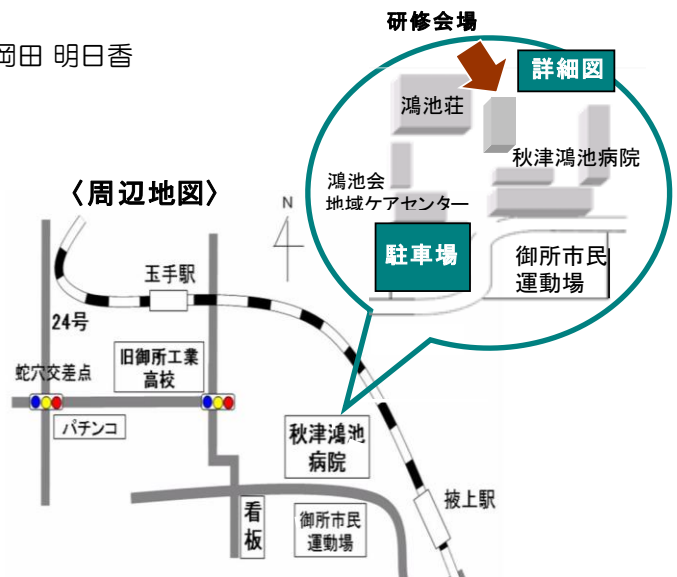 岡田 明日香
研修会場
詳細図
鴻池荘
秋津鴻池病院
鴻池会
地域ケアセンター
駐車場
御所市民
運動場
〈周辺地図〉
N
玉手駅
24号
旧御所工業
高校
蛇穴交差点
パチンコ
秋津鴻池
病院
掖上駅
看板
御所市民
運動場